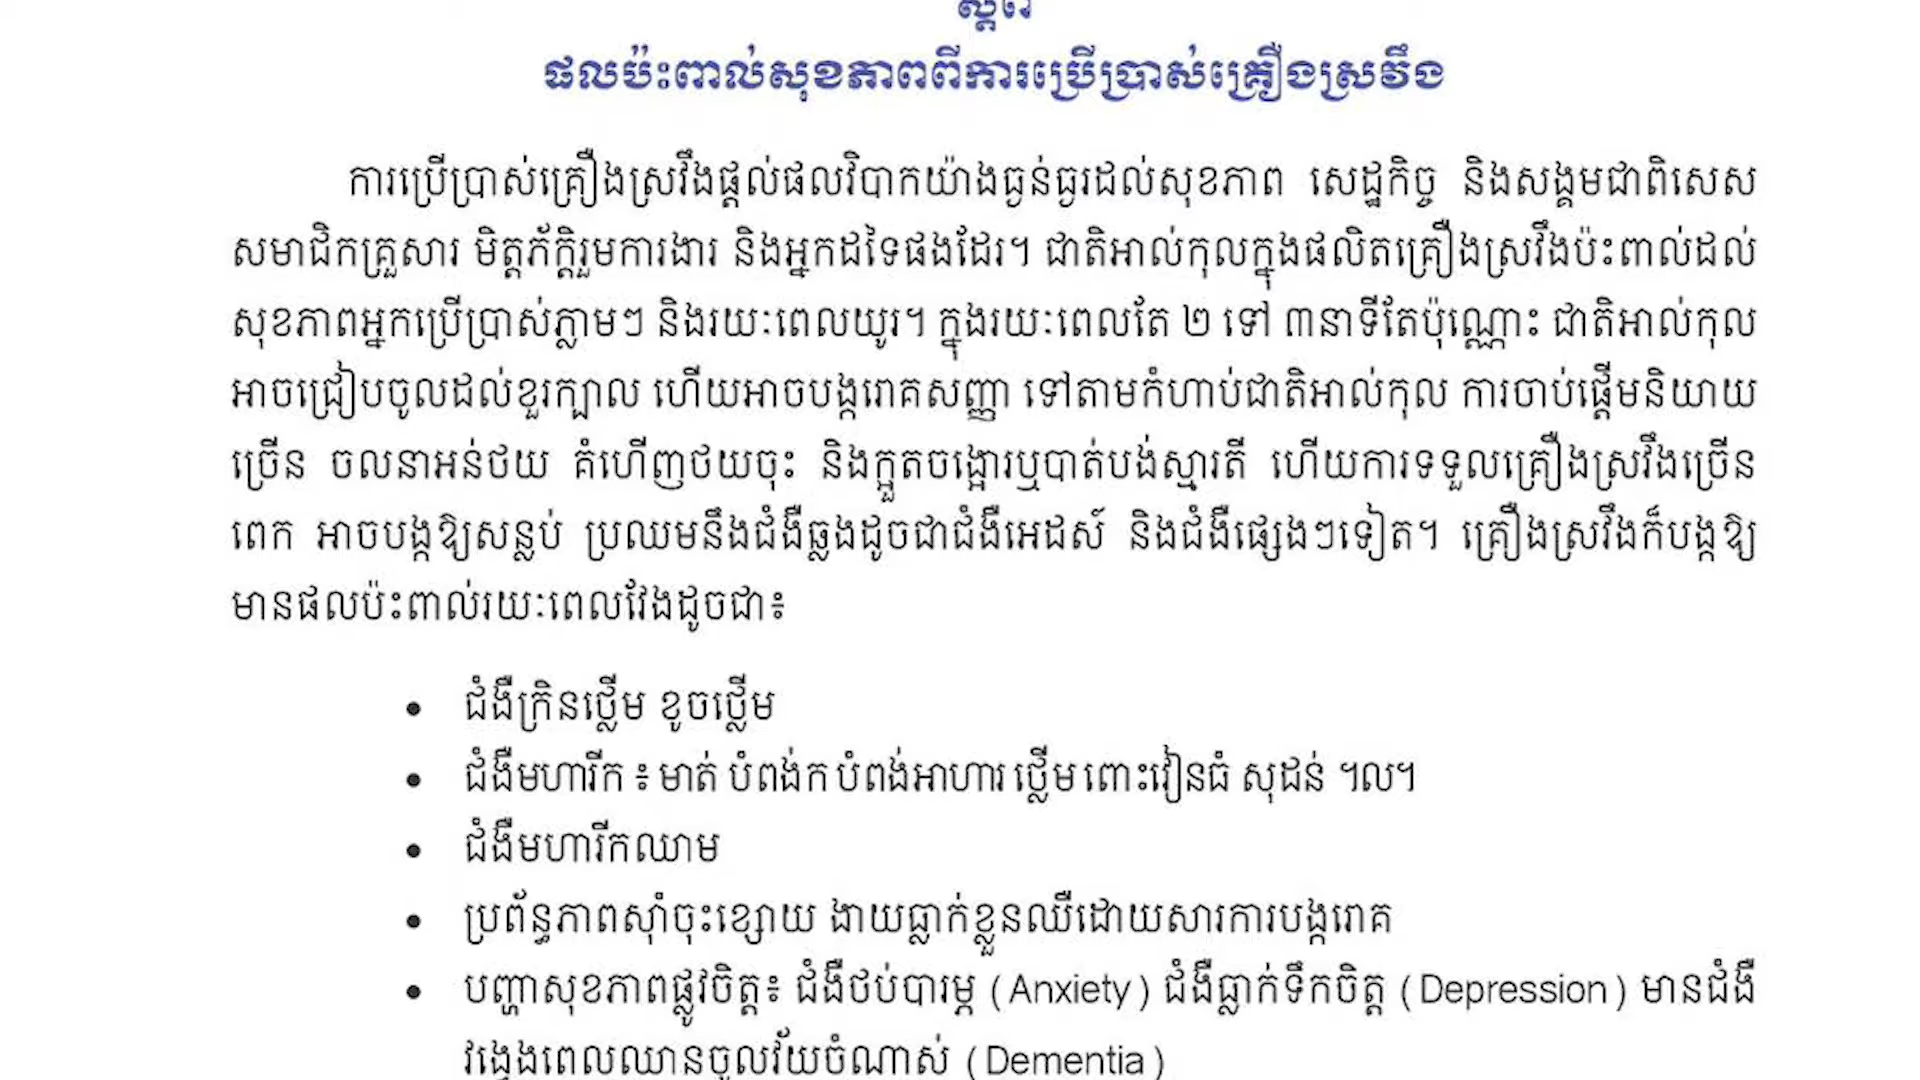 ស្តីពី
ផលប៉ះពាល់សុខភាពពីការប្រើប្រាស់គ្រឿងស្រវឹង
ការប្រើប្រាស់គ្រឿងស្រវឹងផ្តល់ផលវិបាកយ៉ាងធ្ងន់ធ្ងរដល់សុខភាព សេដ្ឋកិច្ច និងសង្គមជាពិសេស
សមាជិកគ្រួសារ មិត្តភ័ក្តិរួមការងារ និងអ្នកដទៃផងដែរ។ ជាតិអាល់កុលក្នុងផលិតគ្រឿងស្រវឹងប៉ះពាល់ដល់
សុខភាពអ្នកប្រើប្រាស់ភ្លាមៗ និងរយៈពេលយូរ។ ក្នុងរយៈពេលតែ ២ ទៅ ៣នាទីតែប៉ុណ្ណោះ ជាតិអាល់កុល
អាចជ្រៀបចូលដល់ខួរក្បាល ហើយអាចបង្ករោគសញ្ញា ទៅតាមកំហាប់ជាតិអាល់កុល ការចាប់ផ្តើមនិយាយ
ច្រើន ចលនាអន់ថយ គំហើញថយចុះ និងក្អួតចង្អោរឬបាត់បង់ស្មារតី ហើយការទទួលគ្រឿងស្រវឹងច្រើន
ពេក អាចបង្កឱ្យសន្លប់ ប្រឈមនឹងជំងឺឆ្លងដូចជាជំងឺអេដស៍ និងជំងឺផ្សេងៗទៀត។ គ្រឿងស្រវឹងក៏បង្កឱ្យ
មានផលប៉ះពាល់រយៈពេលវែងដូចជា៖
• ជំងឺក្រិនថ្លើម ខូចថ្លើម
• ជំងឺមហារីក ៖ មាត់ បំពង់ក បំពង់អាហារ ថ្លើម ពោះវៀនធំ សុដន់ ។ល។
• ជំងឺមហារីកឈាម
• ប្រព័ន្ធភាពស៊ាំចុះខ្សោយ ងាយធ្លាក់ខ្លួនឈឺដោយសារការបង្ករោគ
• បញ្ហាសុខភាពផ្លូវចិត្ត៖ ជំងឺថប់បារម្ភ (Anxiety) ជំងឺធ្លាក់ទឹកចិត្ត (Depression) មានជំងឺ
វង្វេងពេលឈានចូលវ័យចំណាស់ (Dementia)